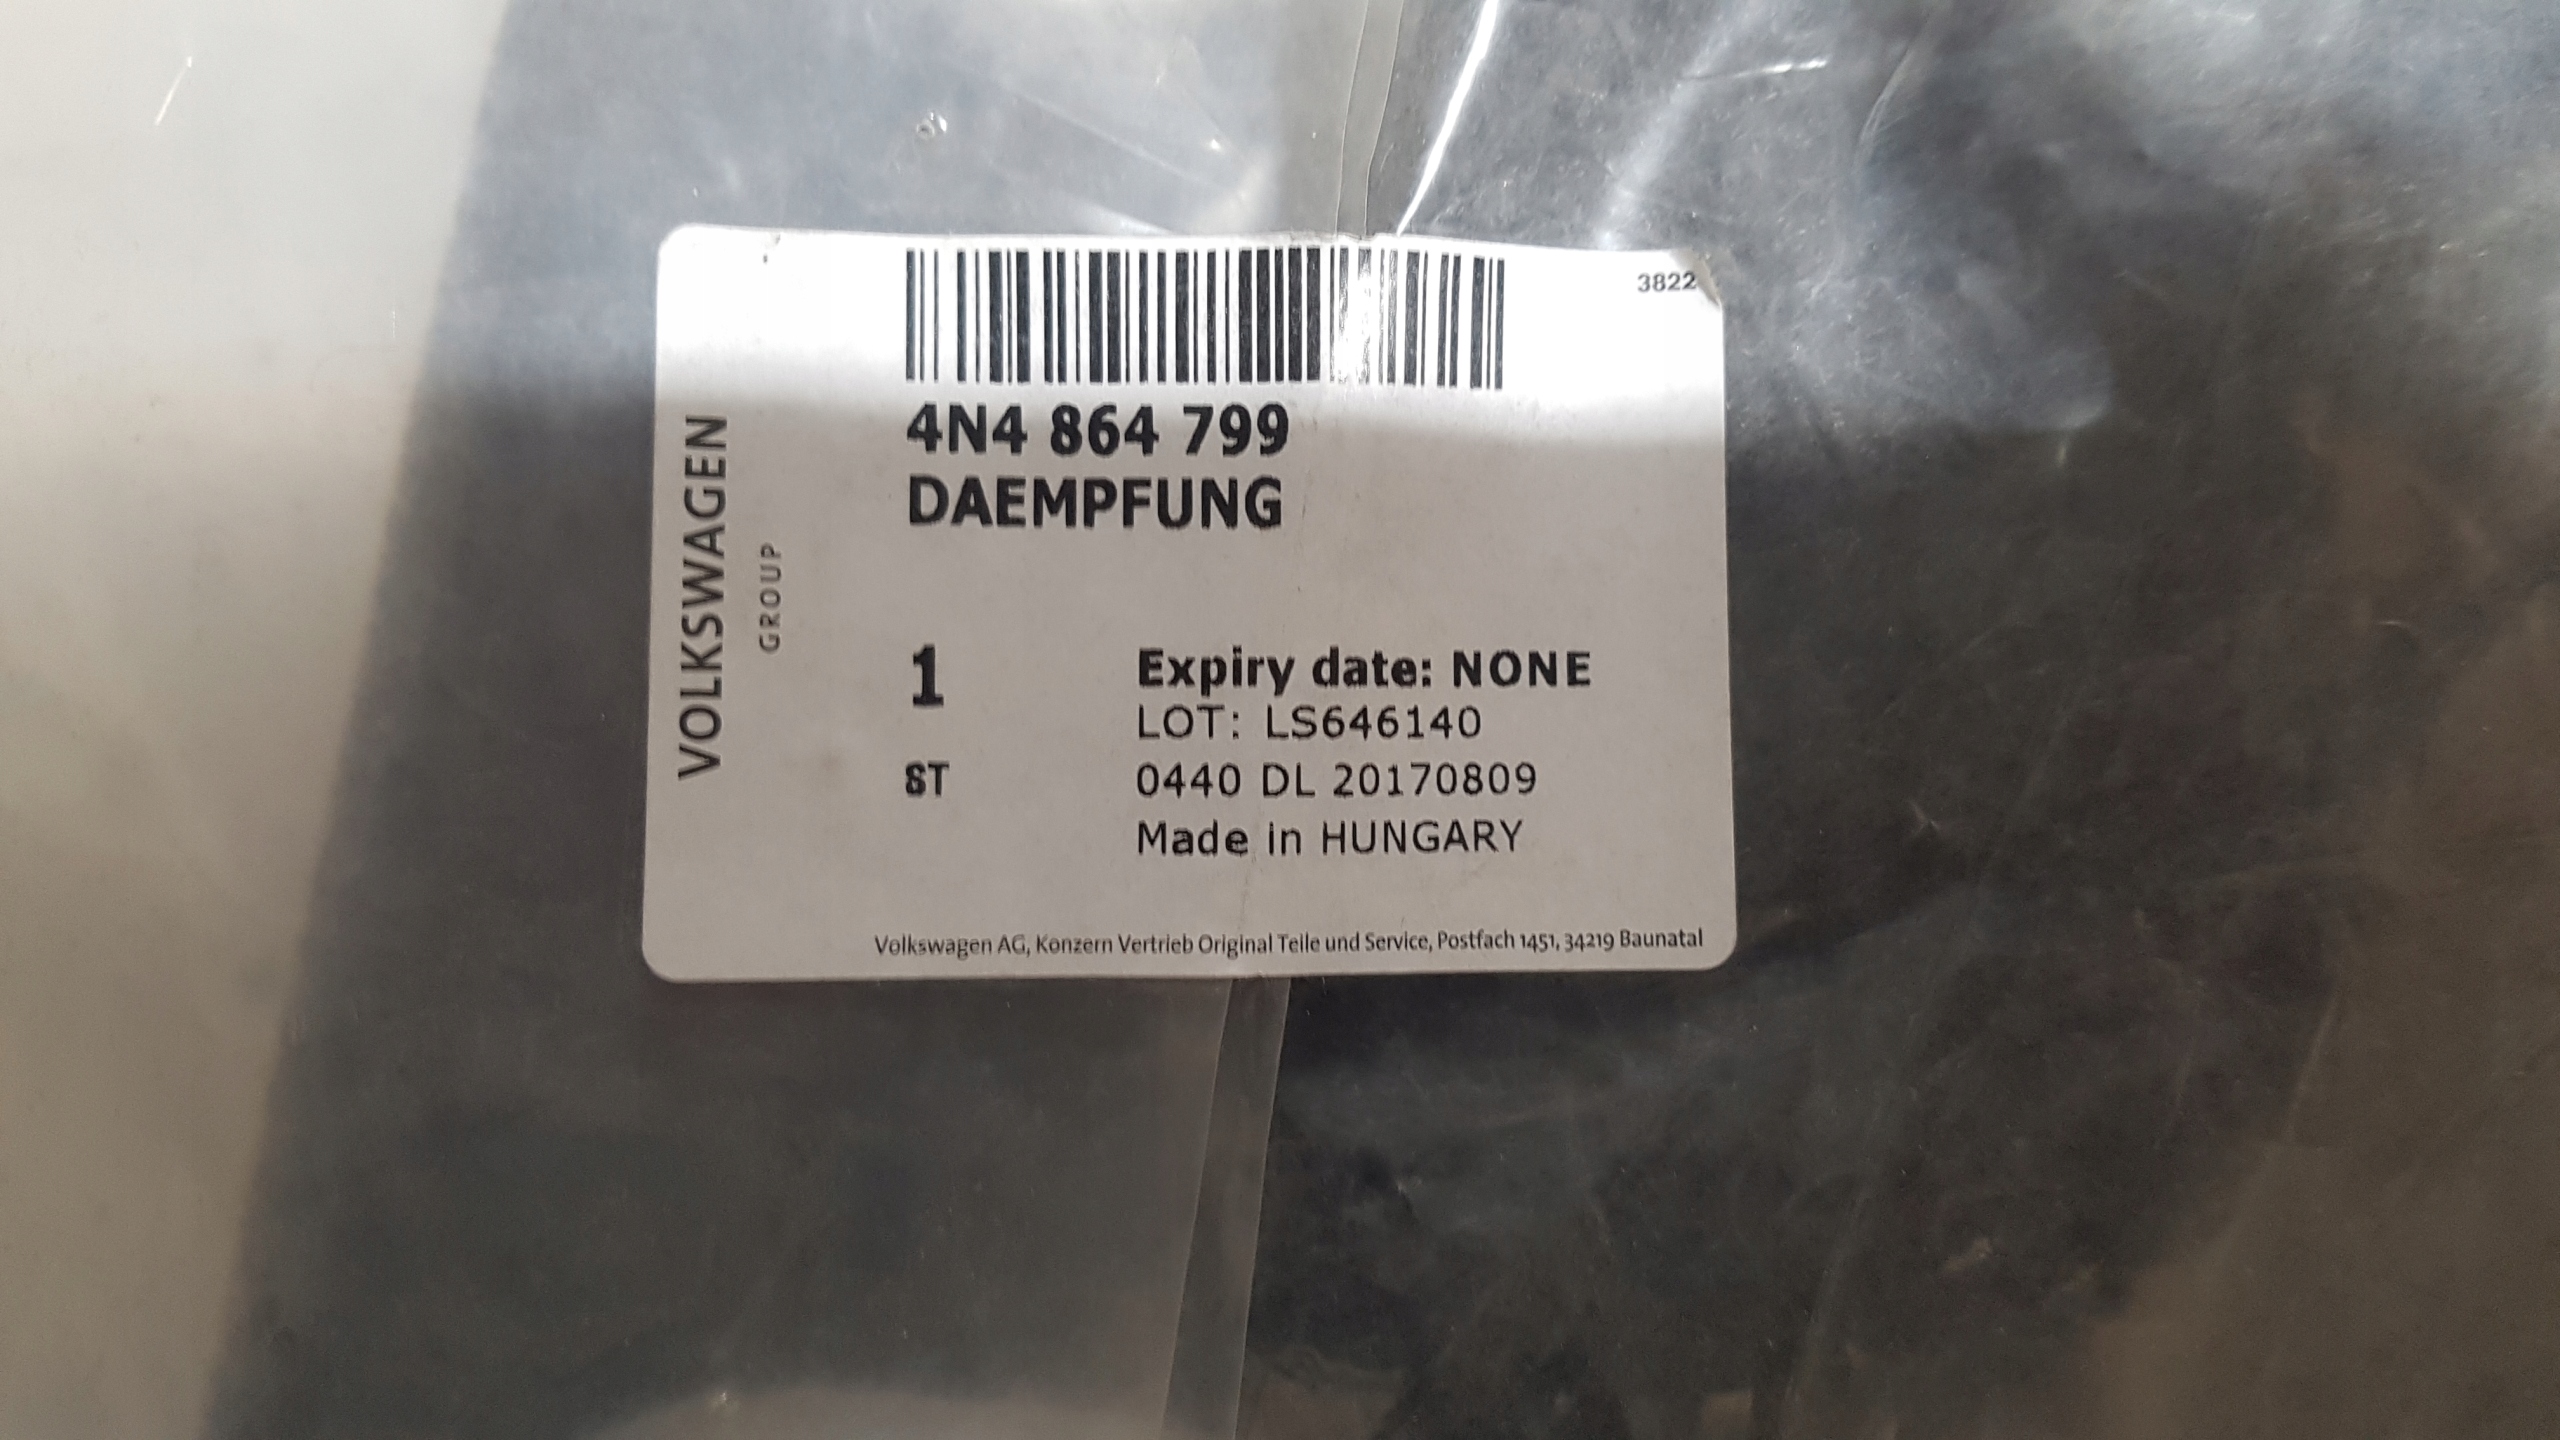 3822
4N4 864 799
DAEMPFUNG
VOLKSWAGEN
GROUP
1
ST
Expiry date: NONE
LOT: LS646140
0440 DL 20170809
Made in HUNGARY
Volkswagen AG, Konzern Vertrieb Original Teile und Service, Postfach 1451, 34219 Baunatal